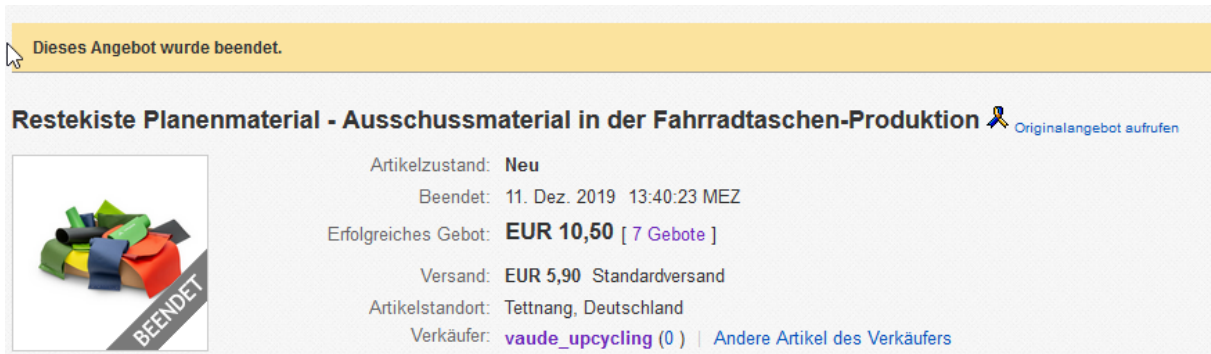 Dieses Angebot wurde beendet.
Restekiste Planenmaterial - Ausschussmaterial in der Fahrradtaschen-Produktion Originalangebot aufrufen
Artikelzustand: Neu
Beendet: 11. Dez. 2019 13:40:23 MEZ
Erfolgreiches Gebot: EUR 10,50 [ 7 Gebote ]
Versand: EUR 5,90 Standardversand
Artikelstandort: Tettnang, Deutschland
Verkäufer: vaude_upcycling (0 ) | Andere Artikel des Verkäufers
BEENDET